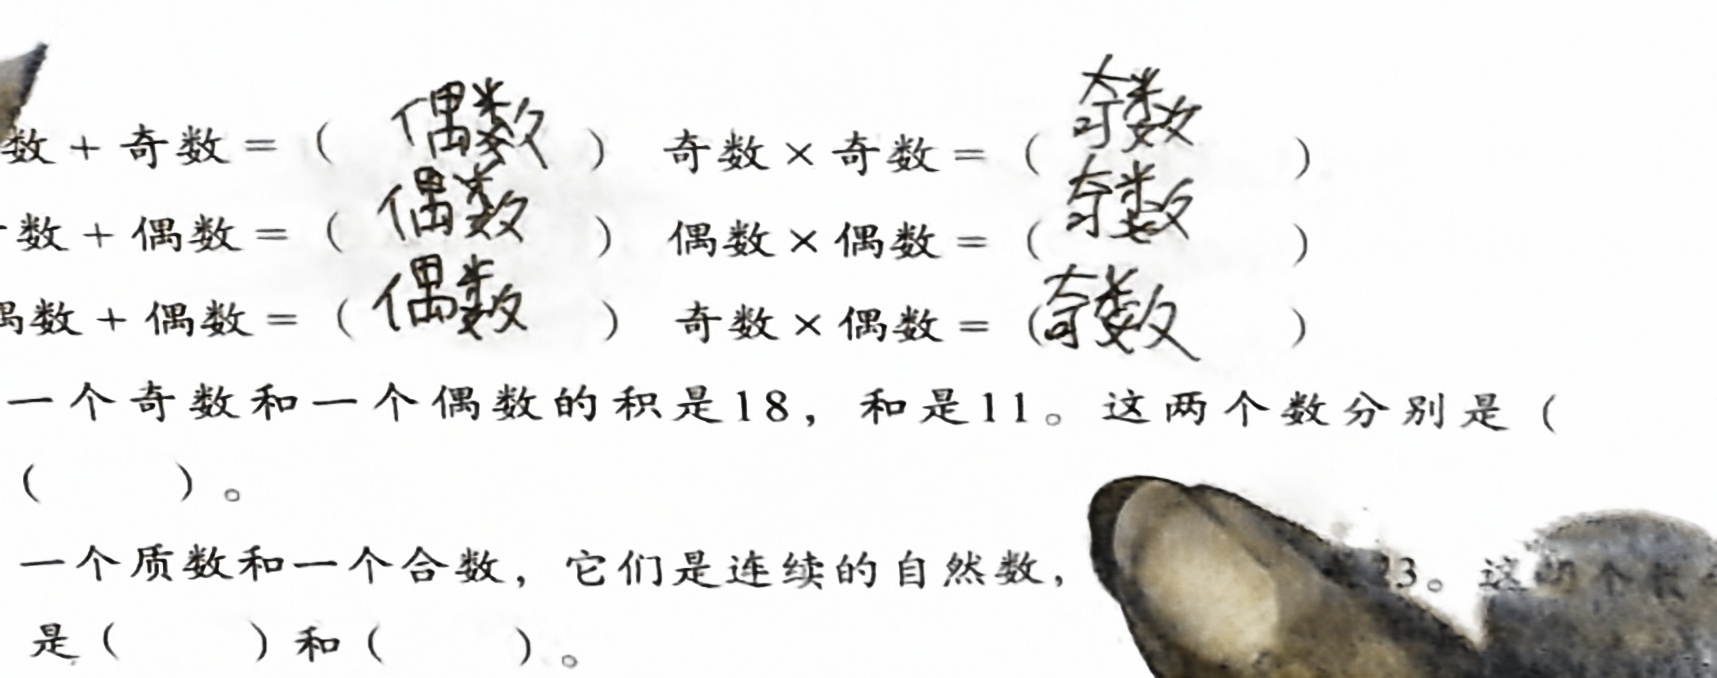 数+奇数=(偶数) 奇数×奇数=(奇数)
数+偶数=(偶数) 偶数×偶数=(奇数)
偶数+偶数=(偶数) 奇数×偶数=(奇数)
一个奇数和一个偶数的积是18,和是11。这两个数分别是(
( )。
一个质数和一个合数,它们是连续的自然数, 3。这两个数
是( )和( )。